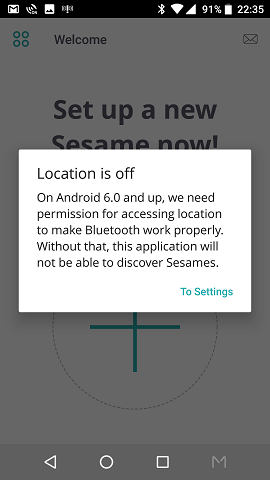 91% 22:35
Welcome
Set up a new
Sesame now!
Location is off
On Android 6.0 and up, we need
permission for accessing location
to make Bluetooth work properly.
Without that, this application will
not be able to discover Sesames.
To Settings